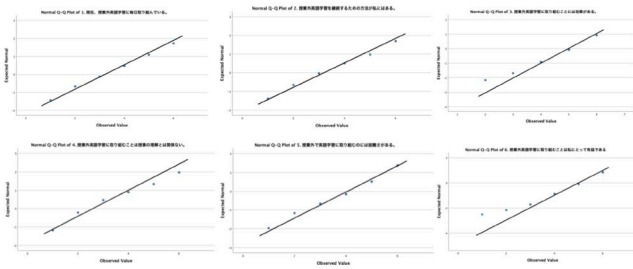 Normal Q-Q Plot of 1. 現在、授業外英語学習に毎日取り組んでいる。
Normal Q-Q Plot of 2. 授業外英語学習を継続するための方法が私にはある。
Normal Q-Q Plot of 3. 授業外英語学習に取り組むことには効果がある。
Expected Normal
Expected Normal
Expected Normal
Observed Value
Observed Value
Observed Value
Normal Q-Q Plot of 4. 授業外英語学習に取り組むことは授業の理解とは関係ない。
Normal Q-Q Plot of 5. 授業外で英語学習に取り組むのには困難さがある。
Normal Q-Q Plot of 6. 授業外英語学習に取り組むことは私にとって有益である
Expected Normal
Expected Normal
Expected Normal
Observed Value
Observed Value
Observed Value